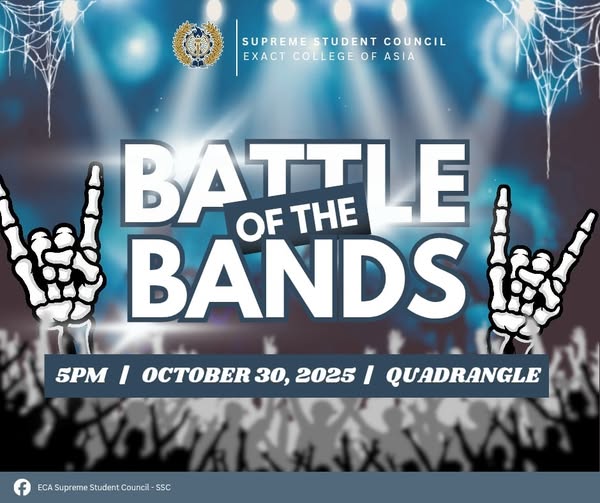 SUPREME STUDENT COUNCIL
EXACT COLLEGE OF ASIA
BATTLE
OF THE
BANDS
5PM / OCTOBER 30, 2025 / QUADRANGLE
ECA Supreme Student Council - SSC